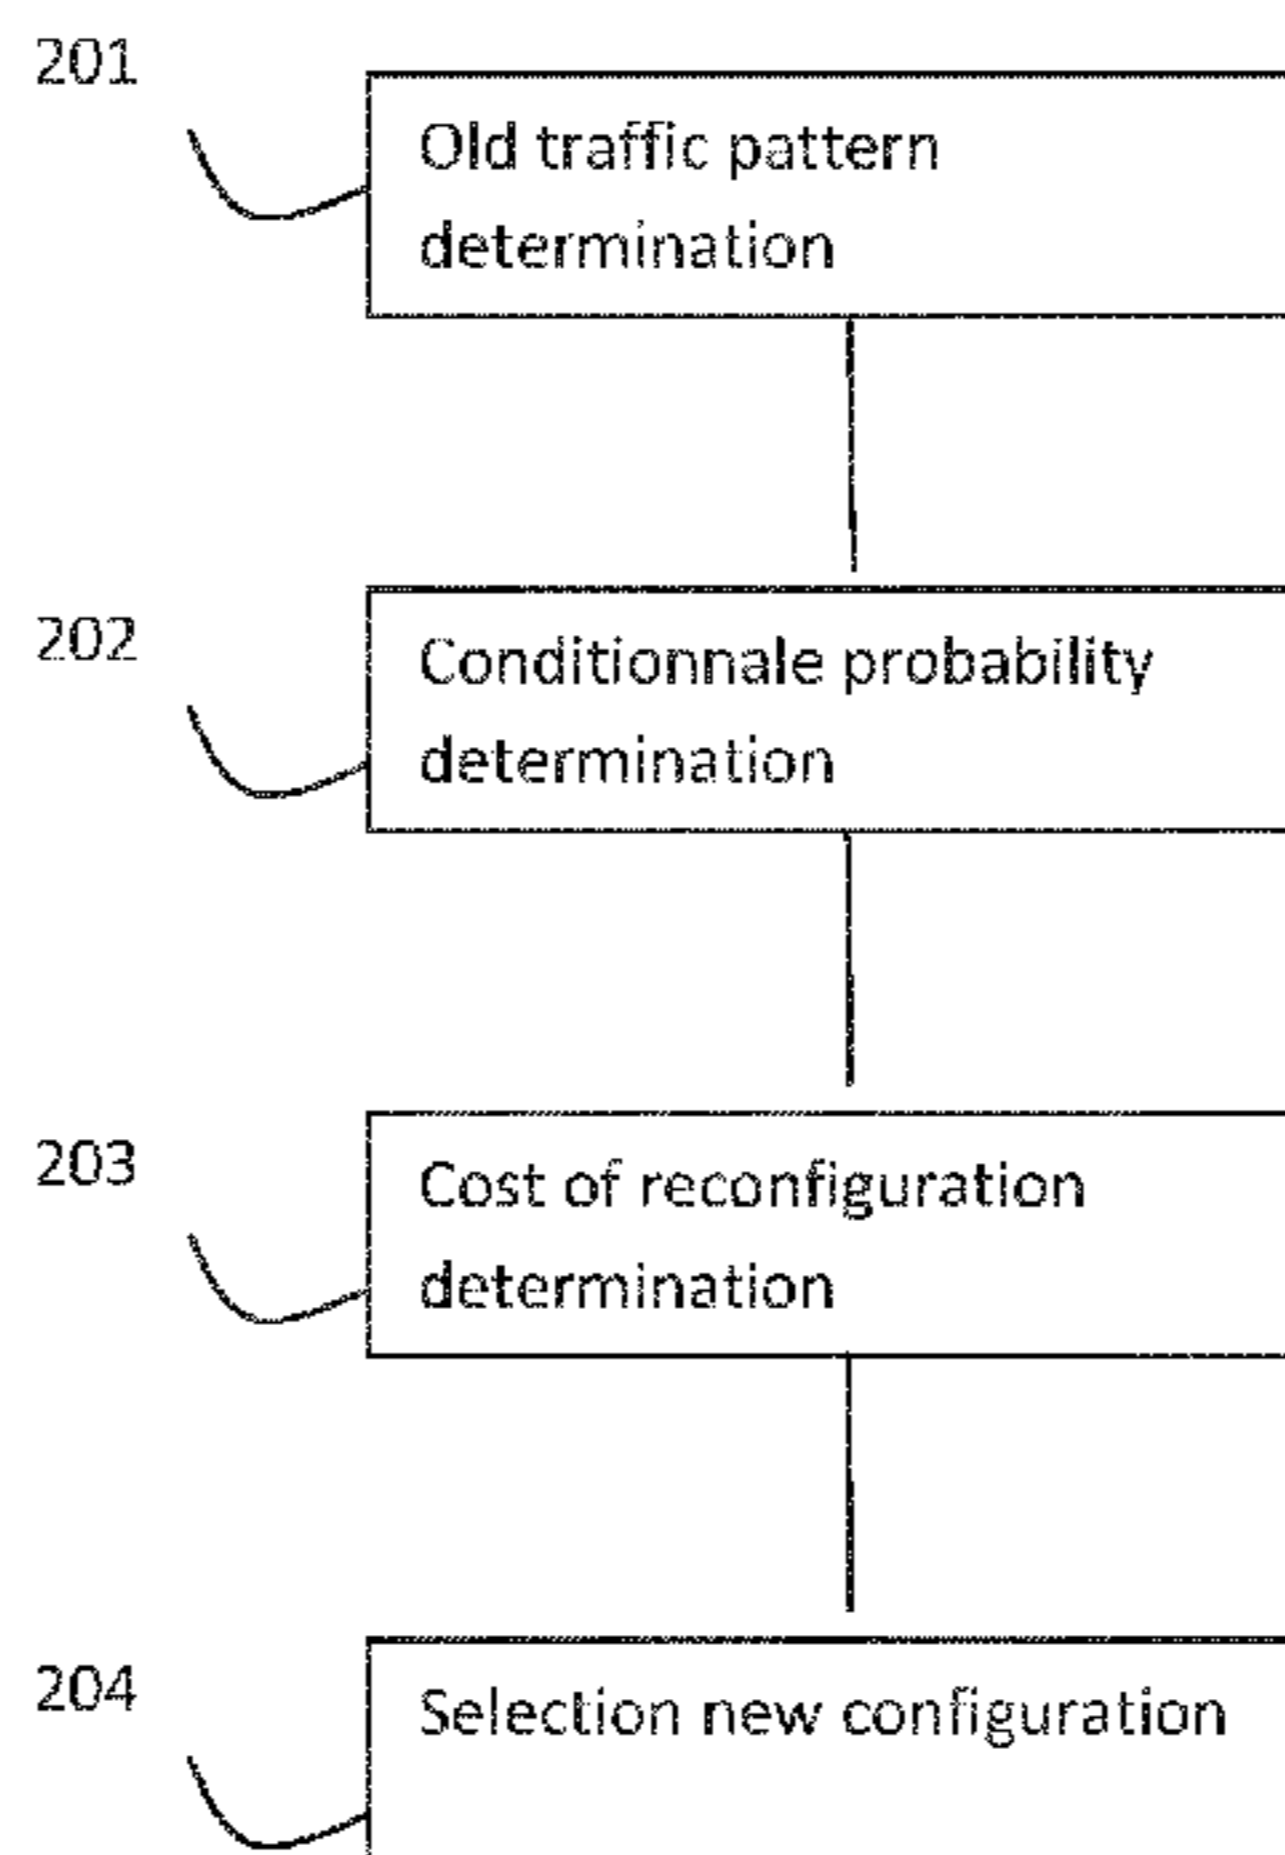 201
Old traffic pattern
determination
202
Conditionnale probability
determination
203
Cost of reconfiguration
determination
204
Selection new configuration